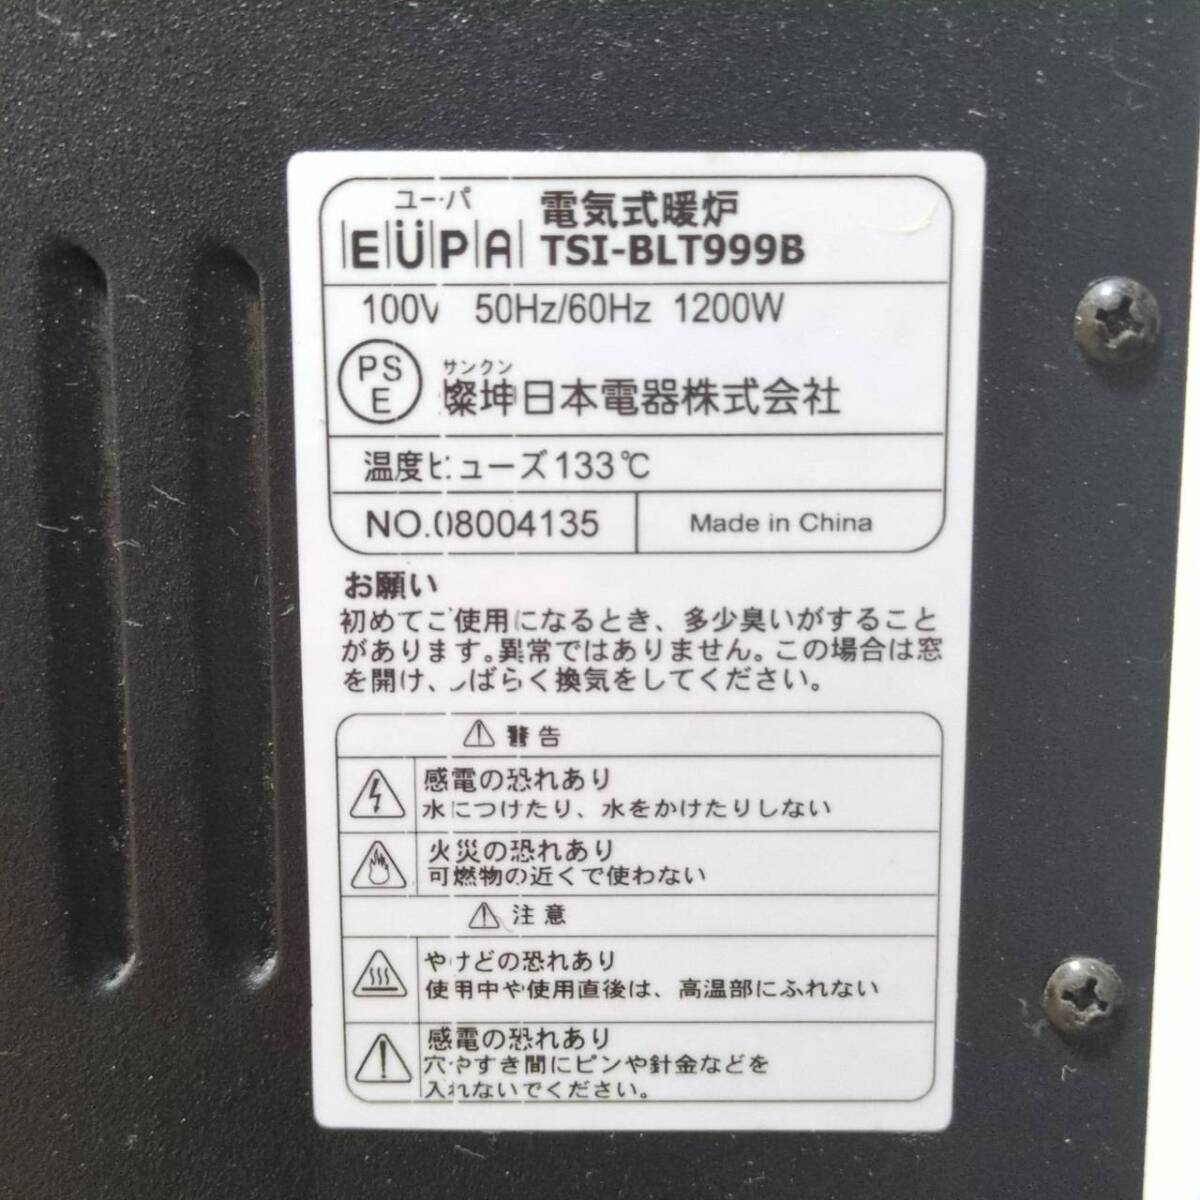 ユーパ
EÜPA 電気式暖炉
TSI-BLT999B
100V 50Hz/60Hz 1200W
PS
E
サンクン
燦坤日本電器株式会社
温度ヒューズ133℃
NO.08004135
Made in China
お願い
初めてご使用になるとき、多少臭いがすること
があります。異常ではありません。この場合は窓
を開け、しばらく換気をしてください。
⚠ 警告
感電の恐れあり
水につけたり、水をかけたりしない
火災の恐れあり
可燃物の近くで使わない
⚠ 注意
やけどの恐れあり
使用中や使用直後は、高温部にふれない
感電の恐れあり
穴やすき間にピンや針金などを
入れないでください。